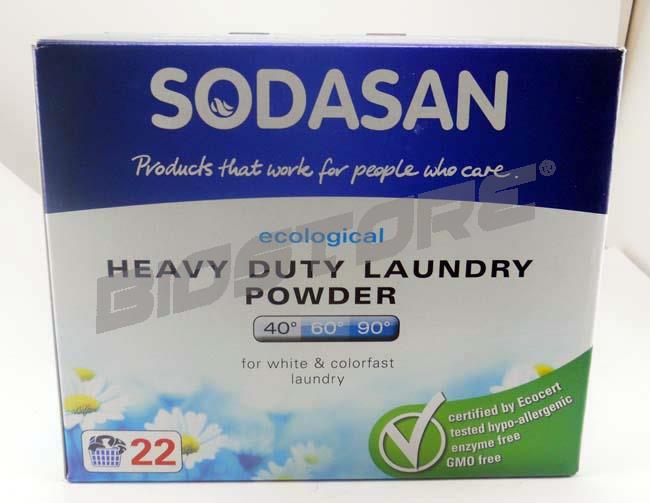 SODASAN
Products that work for people who care.
BIOSTORE®
ecological
HEAVY DUTY LAUNDRY
POWDER
40° 60° 90°
for white & colorfast
laundry
certified by Ecocert
tested hypo-allergenic
enzyme free
GMO free
22